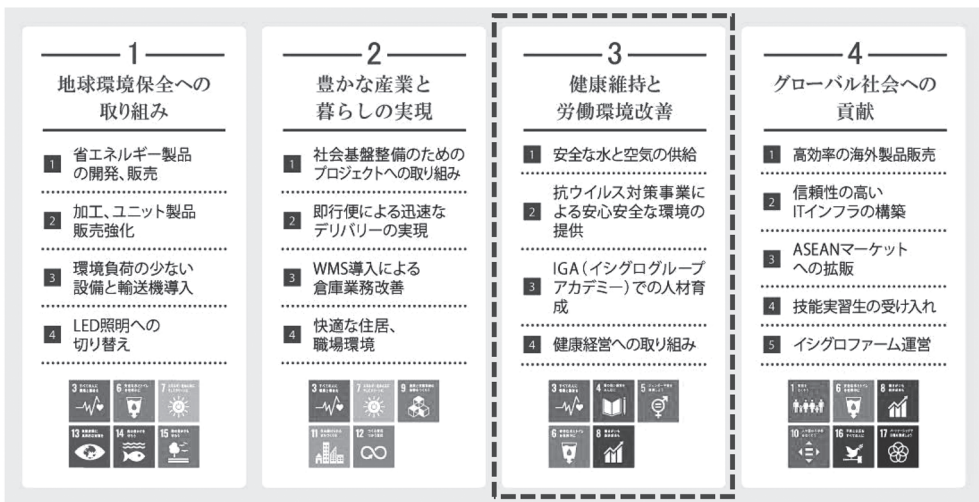 1
地球環境保全への
取り組み
1 省エネルギー製品
の開発、販売
2 加工、ユニット製品
販売強化
3 環境負荷の少ない
設備と輸送機導入
4 LED照明への
切り替え
3 6 7
13 14 15
2
豊かな産業と
暮らしの実現
1 社会基盤整備のための
プロジェクトへの取り組み
2 即行便による迅速な
デリバリーの実現
3 WMS導入による
倉庫業務改善
4 快適な住居、
職場環境
3 7 9
11 12
3
健康維持と
労働環境改善
1 安全な水と空気の供給
2 抗ウイルス対策事業に
よる安心安全な環境の
提供
3 IGA(イシグログループ
アカデミー)での人材育
成
4 健康経営への取り組み
3 4 5
6 8
4
グローバル社会への
貢献
1 高効率の海外製品販売
2 信頼性の高い
ITインフラの構築
3 ASEANマーケット
への拡販
4 技能実習生の受け入れ
5 イシグロファーム運営
1 6 8
10 16 17